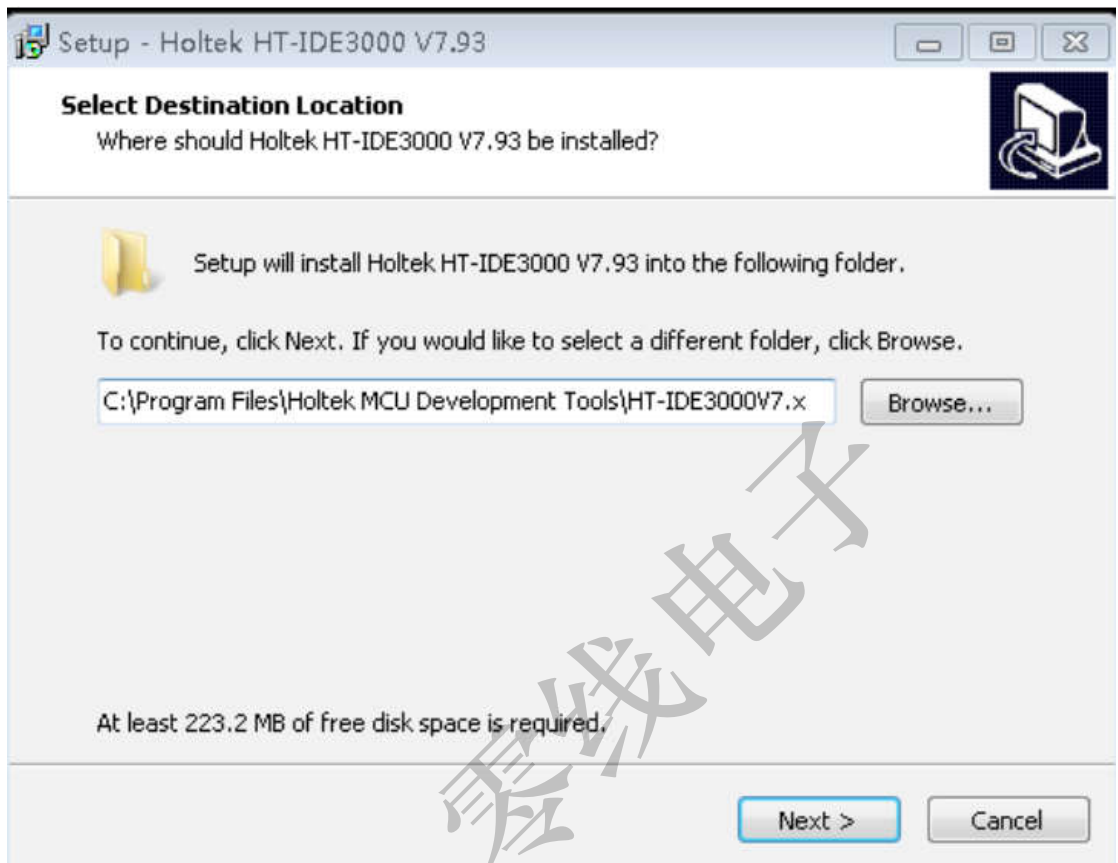 Setup - Holtek HT-IDE3000 V7.93
Select Destination Location
Where should Holtek HT-IDE3000 V7.93 be installed?
Setup will install Holtek HT-IDE3000 V7.93 into the following folder.
To continue, click Next. If you would like to select a different folder, click Browse.
C:\Program Files\Holtek MCU Development Tools\HT-IDE3000V7.x
Browse...
At least 223.2 MB of free disk space is required.
Next >
Cancel
线电子